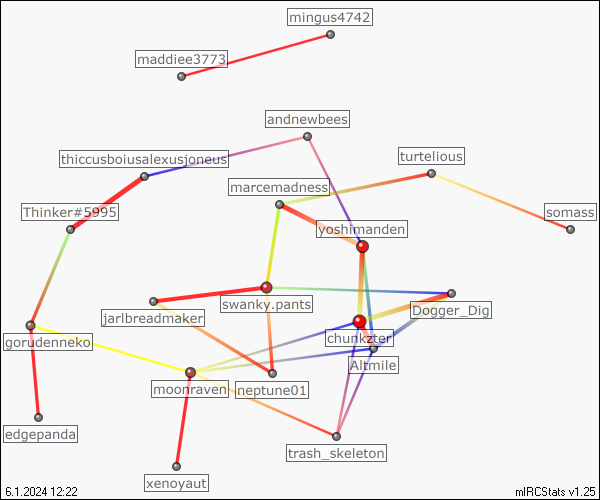 mingus4742
maddiee3773
andnewbees
thiccusboiusalexusjoneus
turtelious
marcemadness
Thinker#5995
somass
yoshimanden
swanky.pants
Dogger_Dig
jarlbreadmaker
chunkzter
gorudenneko
Altmile
moonraven
neptune01
edgepanda
trash_skeleton
xenoyaut
6.1.2024 12:22
mIRCStats v1.25